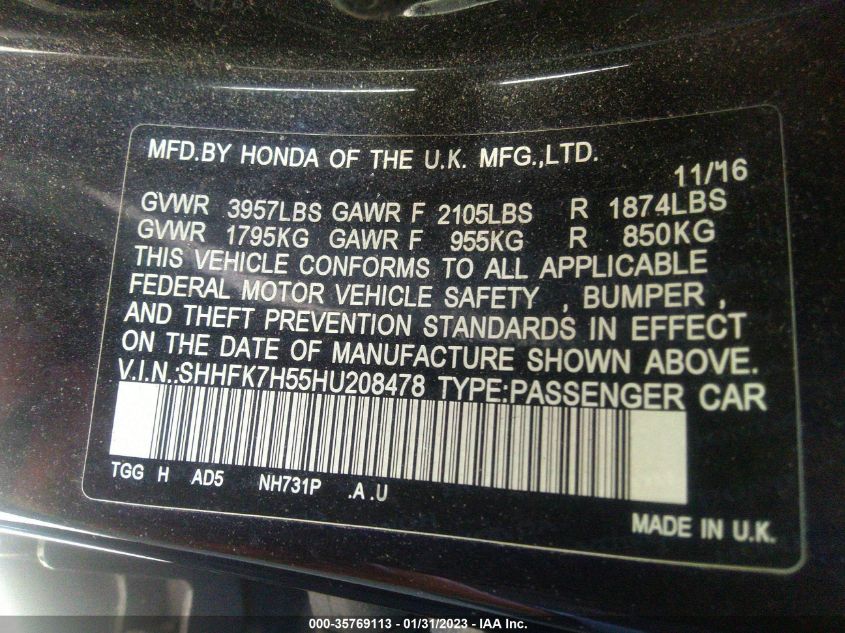 MFD.BY HONDA OF THE U.K. MFG.,LTD.
11/16
GVWR 3957LBS GAWR F 2105LBS R 1874LBS
GVWR 1795KG GAWR F 955KG R 850KG
THIS VEHICLE CONFORMS TO ALL APPLICABLE
FEDERAL MOTOR VEHICLE SAFETY , BUMPER ,
AND THEFT PREVENTION STANDARDS IN EFFECT
ON THE DATE OF MANUFACTURE SHOWN ABOVE.
V.I.N.:SHHFK7H55HU208478 TYPE:PASSENGER CAR
TGG H AD5 NH731P .A .U
MADE IN U.K.
000-35769113 - 01/31/2023 - IAA Inc.